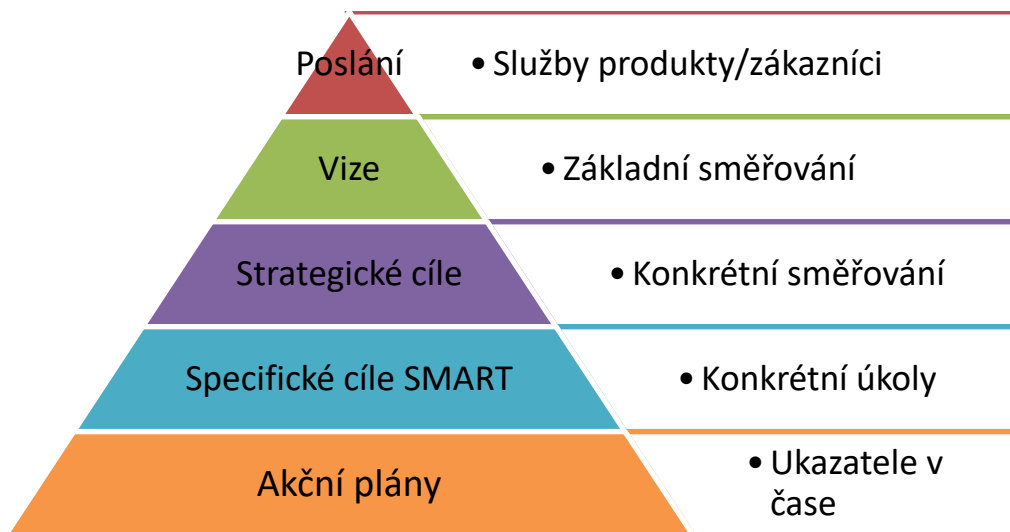 Poslání
• Služby produkty/zákazníci
Vize
• Základní směřování
Strategické cíle
• Konkrétní směřování
Specifické cíle SMART
• Konkrétní úkoly
Akční plány
• Ukazatele v
čase